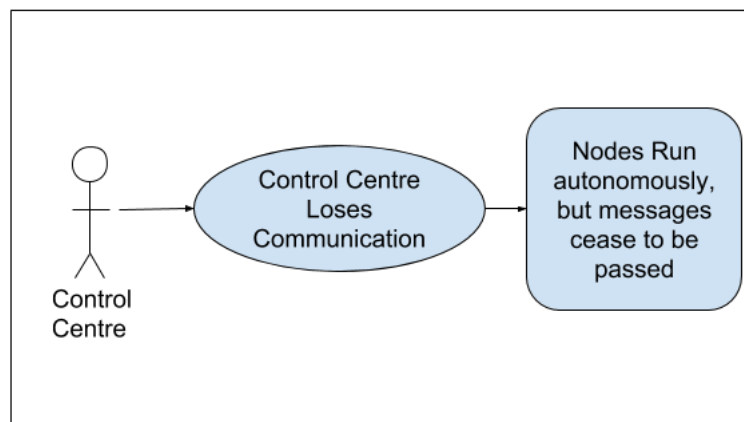 Control Centre
Loses
Communication
Nodes Run
autonomously,
but messages
cease to be
passed
Control
Centre